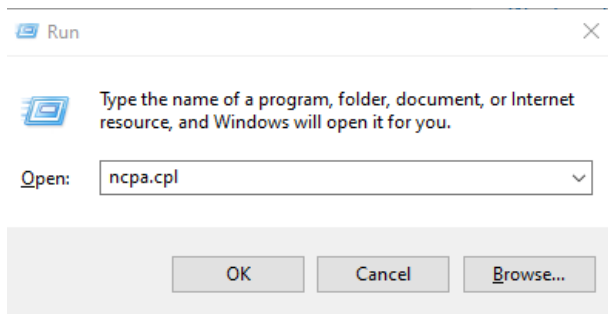 Run
Type the name of a program, folder, document, or Internet
resource, and Windows will open it for you.
Open: ncpa.cpl
OK Cancel Browse...